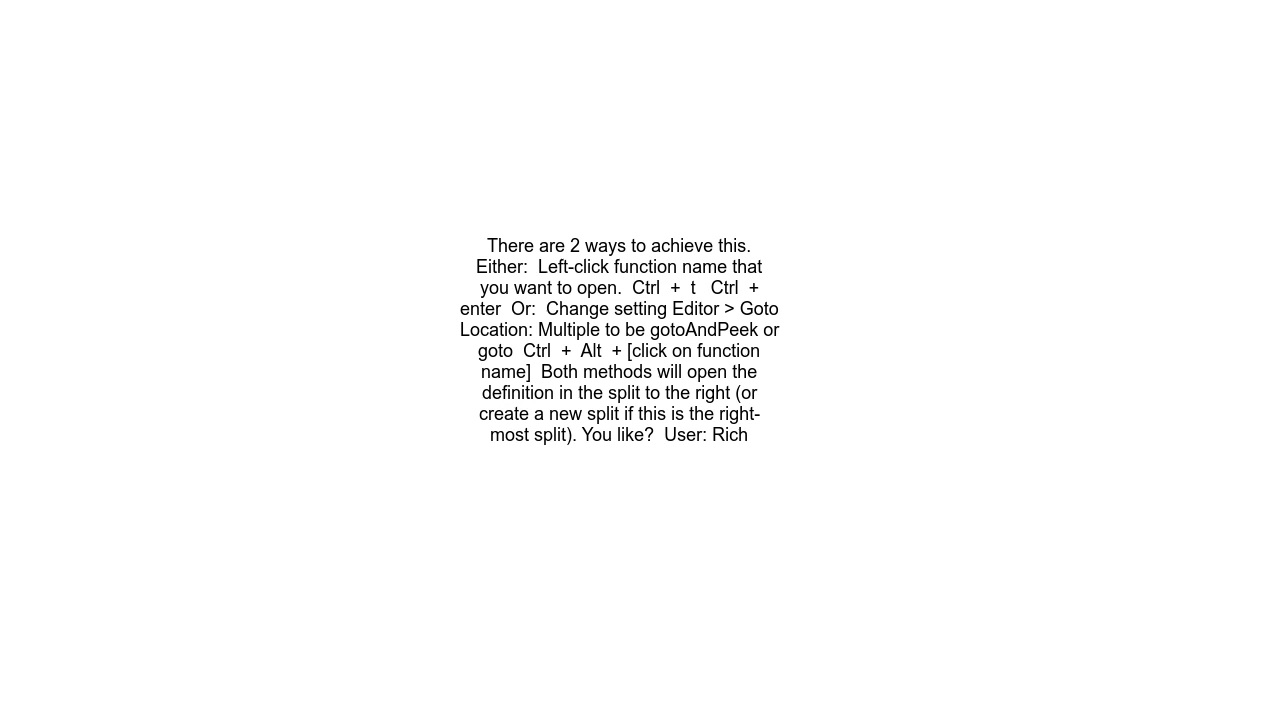 There are 2 ways to achieve this.
Either:  Left-click function name that
you want to open.  Ctrl  +  t   Ctrl  +
enter  Or:  Change setting Editor > Goto
Location: Multiple to be gotoAndPeek or
goto  Ctrl  +  Alt  + [click on function
name]  Both methods will open the
definition in the split to the right (or
create a new split if this is the right-
most split). You like?  User: Rich